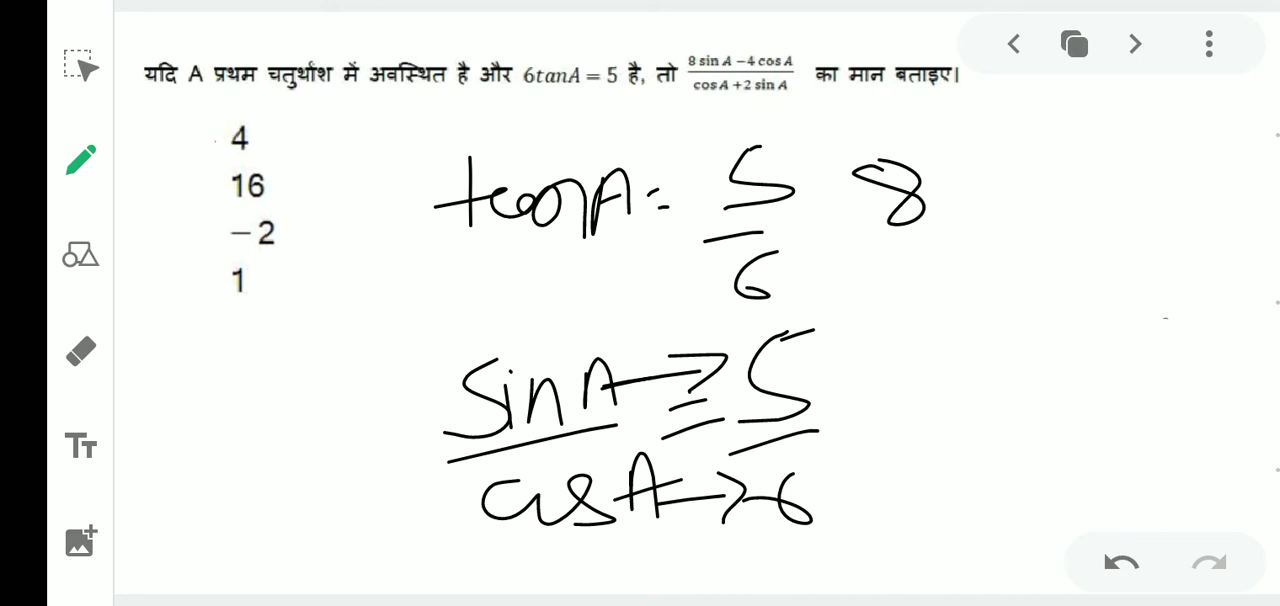 यदि A प्रथम चतुर्थांश में अवस्थित है और 6tanA = 5 है, तो (8 sin A −4 cos A)/(cos A +2 sin A) का मान बताइए।
4
16
−2
1
tanA = 5/6 8
sinA → = 5
cosA → 6
TT